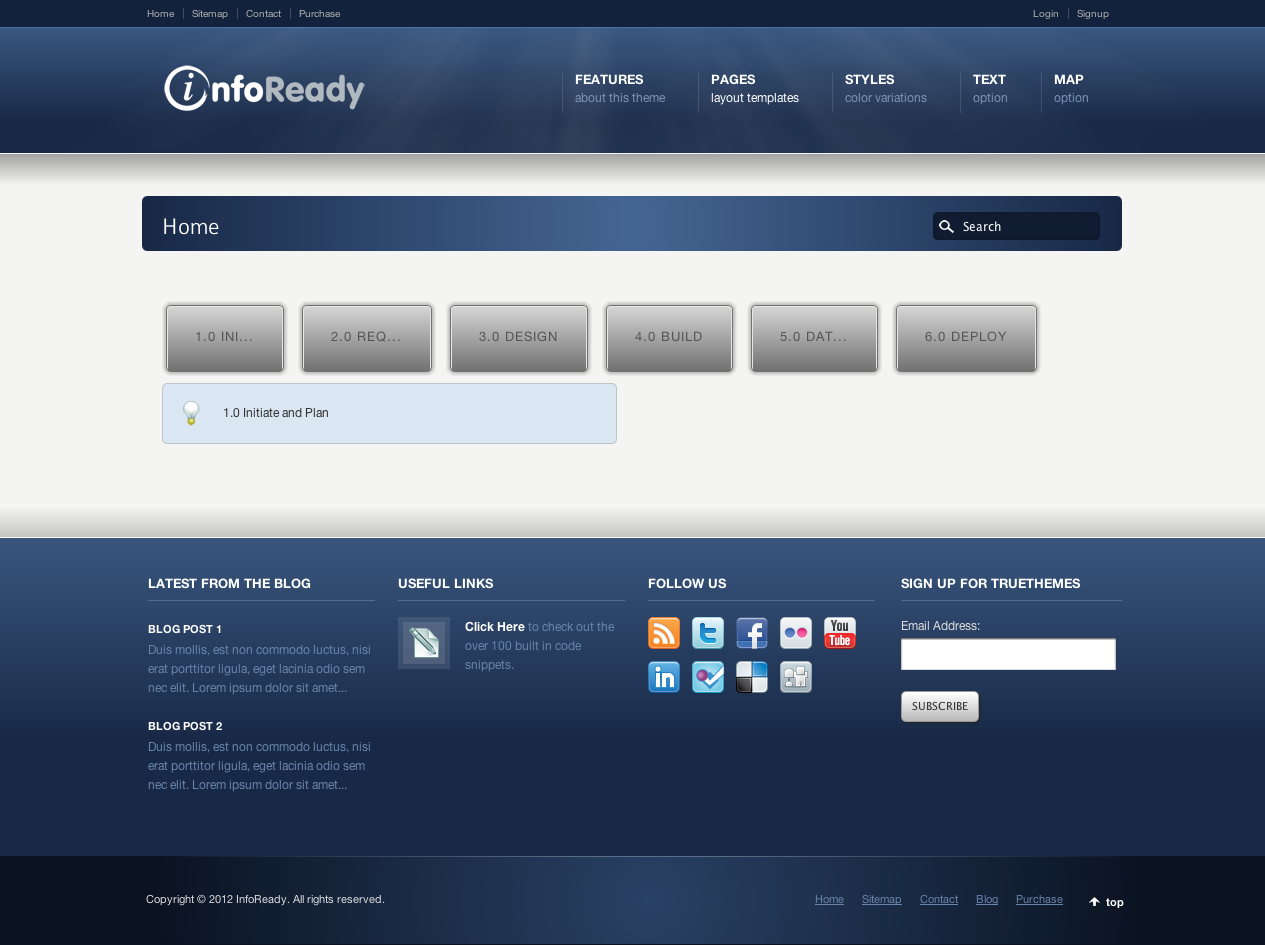 Home Sitemap Contact Purchase Login Signup
infoReady
FEATURES PAGES STYLES TEXT MAP
about this theme layout templates color variations option option
Home Search
1.0 INI... 2.0 REQ... 3.0 DESIGN 4.0 BUILD 5.0 DAT... 6.0 DEPLOY
1.0 Initiate and Plan
LATEST FROM THE BLOG
BLOG POST 1
Duis mollis, est non commodo luctus, nisi
erat porttitor ligula, eget lacinia odio sem
nec elit. Lorem ipsum dolor sit amet...
BLOG POST 2
Duis mollis, est non commodo luctus, nisi
erat porttitor ligula, eget lacinia odio sem
nec elit. Lorem ipsum dolor sit amet...
USEFUL LINKS
Click Here to check out the
over 100 built in code
snippets.
FOLLOW US
You
Tube
in
SIGN UP FOR TRUETHEMES
Email Address:
SUBSCRIBE
Copyright © 2012 InfoReady. All rights reserved.
Home Sitemap Contact Blog Purchase top